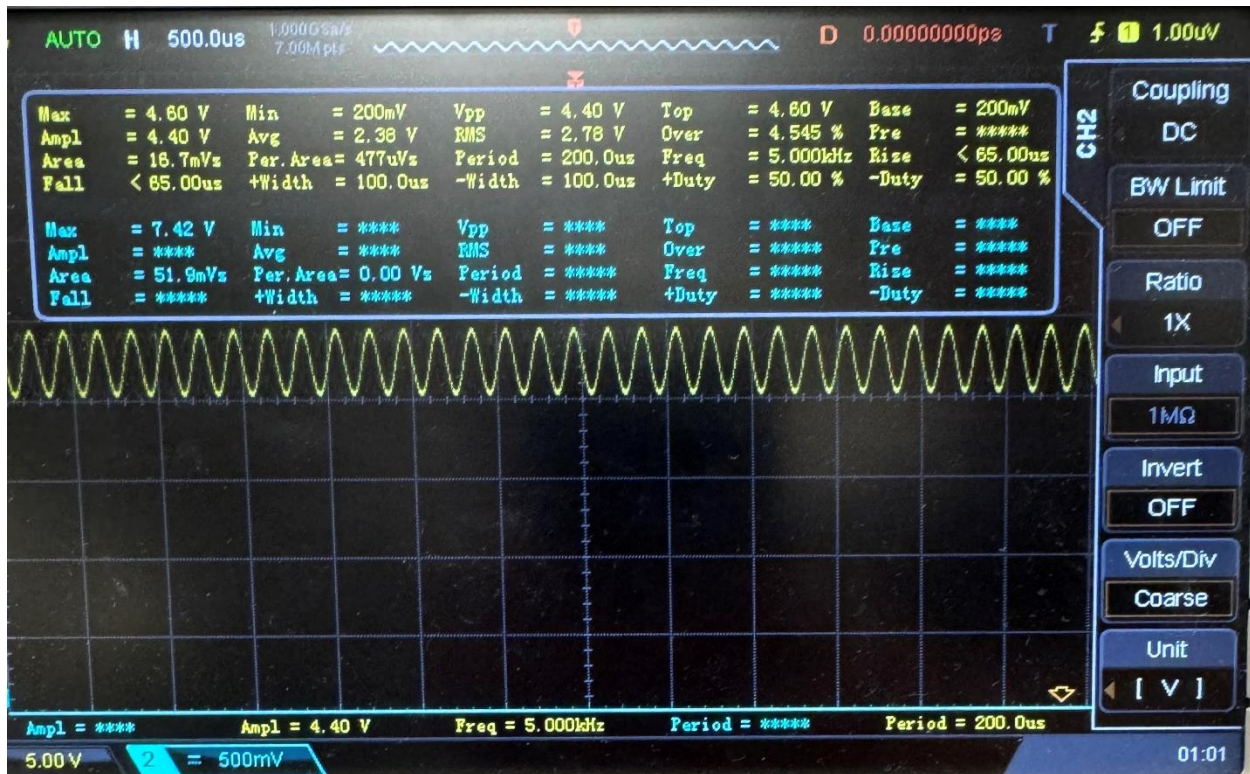 AUTO H 500.0us 1.000GSa/s 7.00Mpts T D 0.00000000ps T 1 1.00uV
Max = 4.60 V Min = 200mV Vpp = 4.40 V Top = 4.60 V Base = 200mV
Ampl = 4.40 V Avg = 2.38 V RMS = 2.78 V Over = 4.545 % Pre = *****
Area = 16.7mVs Per.Area= 477uVs Period = 200.0us Freq = 5.000kHz Rise < 65.00us
Fall < 65.00us +Width = 100.0us -Width = 100.0us +Duty = 50.00 % -Duty = 50.00 %
Max = 7.42 V Min = **** Vpp = **** Top = **** Base = ****
Ampl = **** Avg = **** RMS = **** Over = ***** Pre = *****
Area = 51.9mVs Per.Area= 0.00 Vs Period = ***** Freq = ***** Rise = *****
Fall = ***** +Width = ***** -Width = ***** +Duty = ***** -Duty = *****
CH2
Coupling
DC
BW Limit
OFF
Ratio
1X
Input
1MΩ
Invert
OFF
Volts/Div
Coarse
Unit
[ V ]
Ampl = **** Ampl = 4.40 V Freq = 5.000kHz Period = ***** Period = 200.0us
5.00 V 2 = 500mV 01:01